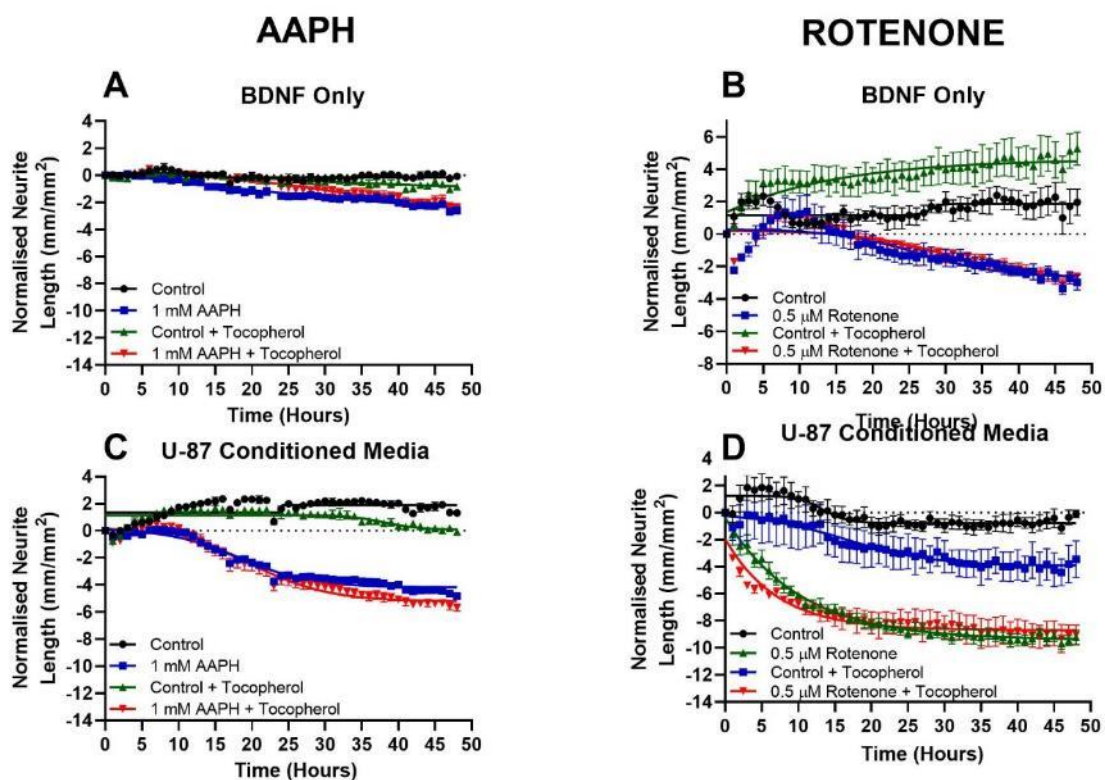 AAPH
ROTENONE
A
BDNF Only
Normalised Neurite
Length (mm/mm²)
4
2
0
-2
-4
-6
-8
-10
-12
-14
Control
1 mM AAPH
Control + Tocopherol
1 mM AAPH + Tocopherol
0 5 10 15 20 25 30 35 40 45 50
Time (Hours)
B
BDNF Only
Normalised Neurite
Length (mm/mm²)
6
4
2
0
-2
-4
-6
-8
Control
0.5 μM Rotenone
Control + Tocopherol
0.5 μM Rotenone + Tocopherol
0 5 10 15 20 25 30 35 40 45 50
Time (Hours)
C
U-87 Conditioned Media
Normalised Neurite
Length (mm/mm²)
4
2
0
-2
-4
-6
-8
-10
-12
-14
Control
1 mM AAPH
Control + Tocopherol
1 mM AAPH + Tocopherol
0 5 10 15 20 25 30 35 40 45 50
Time (Hours)
D
U-87 Conditioned Media
Normalised Neurite
Length (mm/mm²)
4
2
0
-2
-4
-6
-8
-10
-12
-14
Control
0.5 μM Rotenone
Control + Tocopherol
0.5 μM Rotenone + Tocopherol
0 5 10 15 20 25 30 35 40 45 50
Time (Hours)